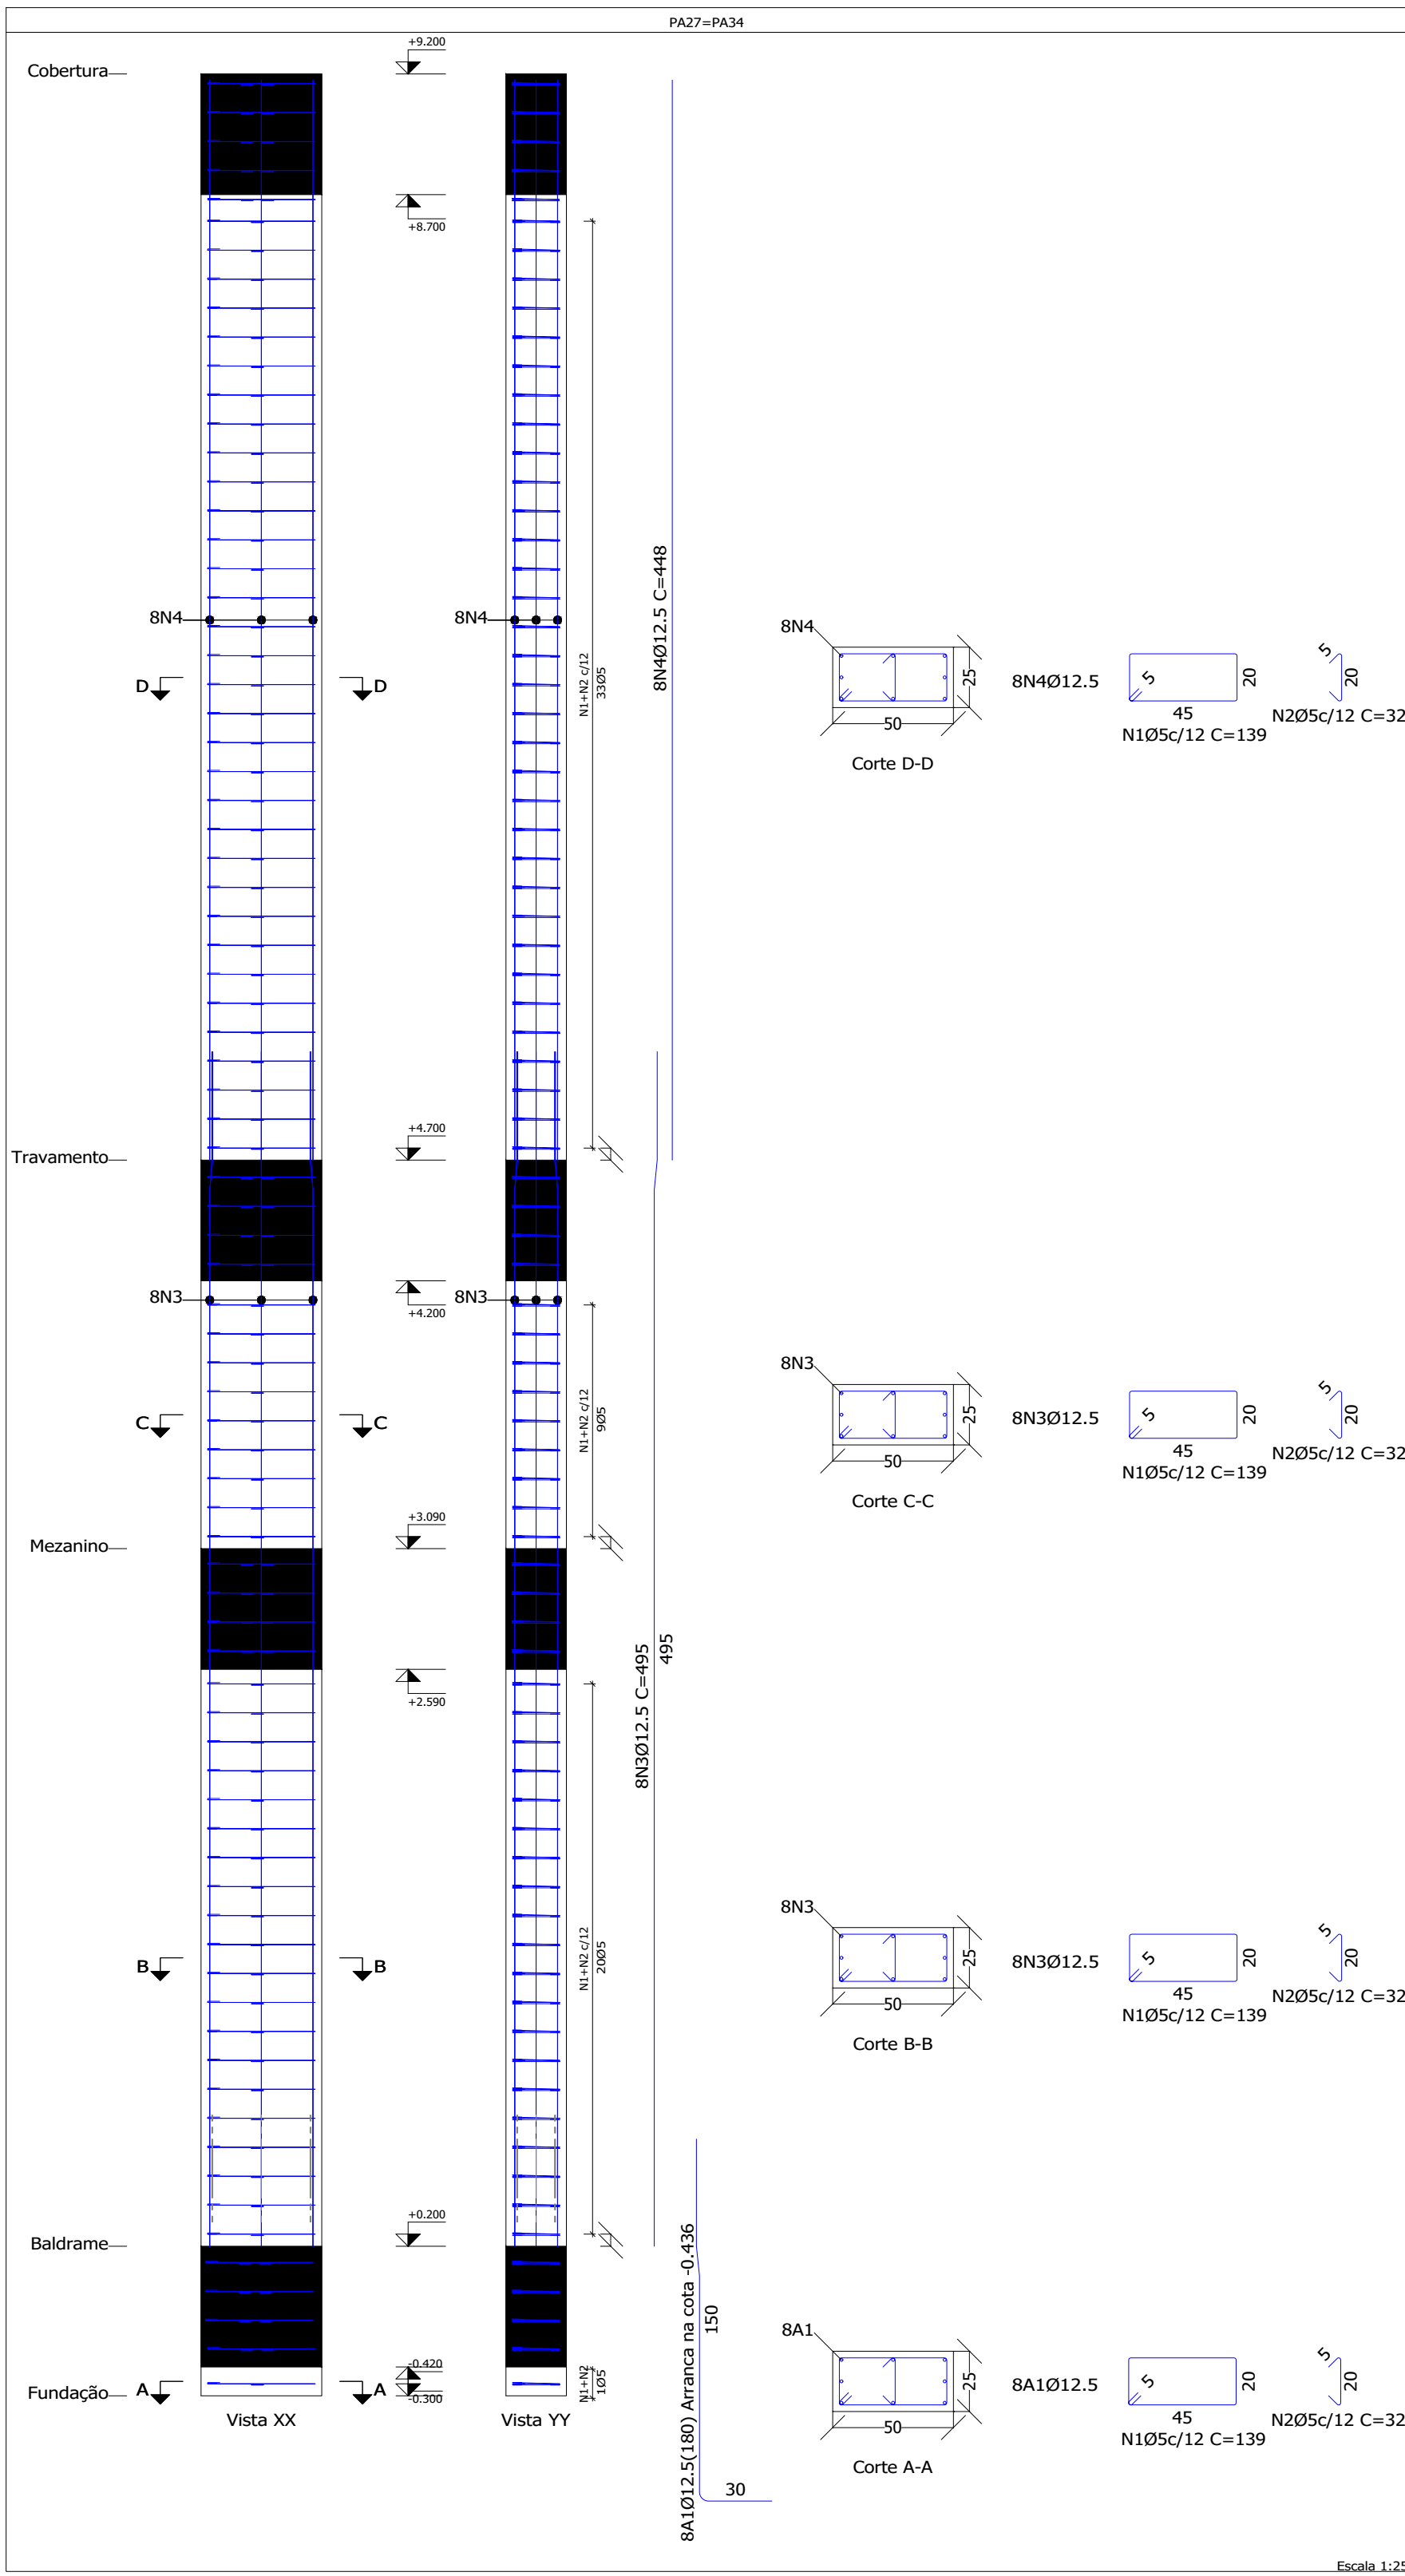 PA27=PA34
+9.200
Cobertura
+8.700
8N4Ø12.5 C=448
N1+N2 c/12
33Ø5
8N4
8N4
D
D
8N4
25
50
Corte D-D
8N4Ø12.5
5
45
20
N1Ø5c/12 C=139
5
20
N2Ø5c/12 C=32
+4.700
Travamento
8N3
8N3
+4.200
N1+N2 c/12
9Ø5
C
C
8N3
25
50
Corte C-C
8N3Ø12.5
5
45
20
N1Ø5c/12 C=139
5
20
N2Ø5c/12 C=32
+3.090
Mezanino
+2.590
8N3Ø12.5 C=495
495
N1+N2 c/12
20Ø5
B
B
8N3
25
50
Corte B-B
8N3Ø12.5
5
45
20
N1Ø5c/12 C=139
5
20
N2Ø5c/12 C=32
+0.200
Baldrame
8A1Ø12.5(180) Arranca na cota -0.436
150
30
-0.420
-0.300
Fundação
A
A
N1+N2
1Ø5
Vista XX
Vista YY
8A1
25
50
Corte A-A
8A1Ø12.5
5
45
20
N1Ø5c/12 C=139
5
20
N2Ø5c/12 C=32
Escala 1:25